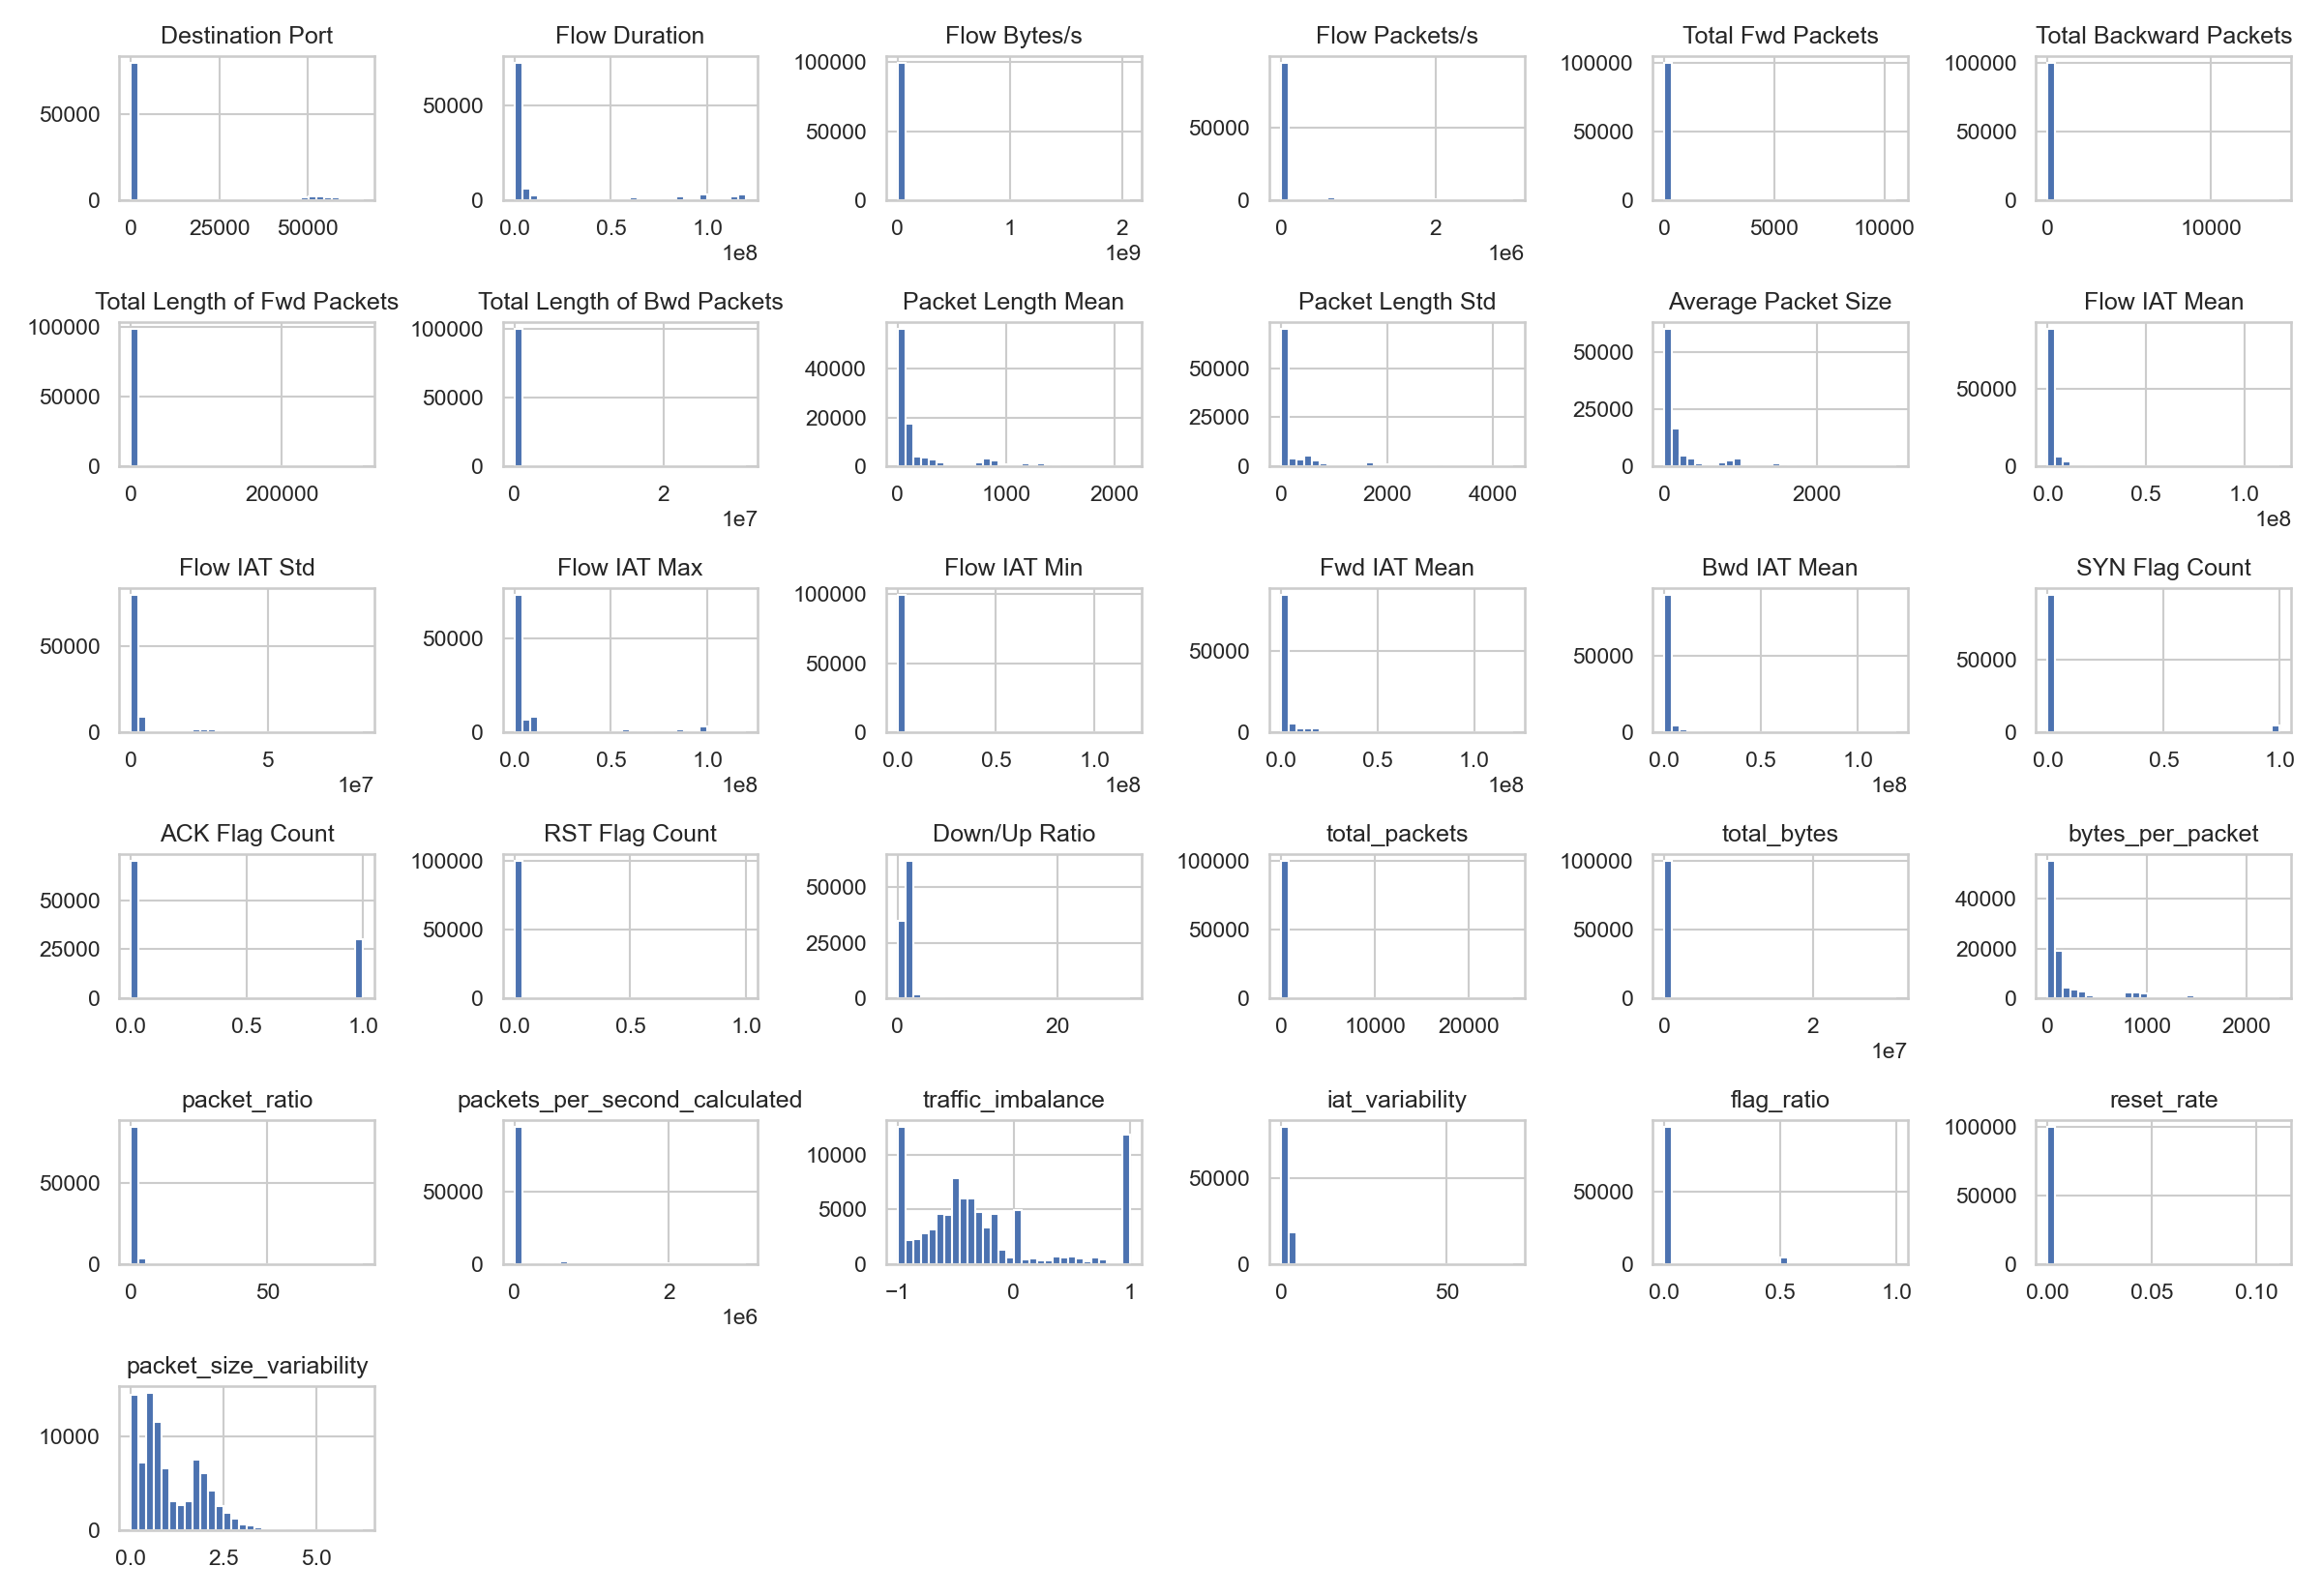 Destination Port
50000
0
0 25000 50000
Flow Duration
50000
0
0.0 0.5 1.0
1e8
Flow Bytes/s
100000
50000
0
0 1 2
1e9
Flow Packets/s
50000
0
0 2
1e6
Total Fwd Packets
100000
50000
0
0 5000 10000
Total Backward Packets
100000
50000
0
0 10000
Total Length of Fwd Packets
100000
50000
0
0 200000
Total Length of Bwd Packets
100000
50000
0
0 2
1e7
Packet Length Mean
40000
20000
0
0 1000 2000
Packet Length Std
50000
25000
0
0 2000 4000
Average Packet Size
50000
25000
0
0 2000
Flow IAT Mean
50000
0
0.0 0.5 1.0
1e8
Flow IAT Std
50000
0
0 5
1e7
Flow IAT Max
50000
0
0.0 0.5 1.0
1e8
Flow IAT Min
100000
50000
0
0.0 0.5 1.0
1e8
Fwd IAT Mean
50000
0
0.0 0.5 1.0
1e8
Bwd IAT Mean
50000
0
0.0 0.5 1.0
1e8
SYN Flag Count
50000
0
0.0 0.5 1.0
ACK Flag Count
50000
25000
0
0.0 0.5 1.0
RST Flag Count
100000
50000
0
0.0 0.5 1.0
Down/Up Ratio
50000
25000
0
0 20
total_packets
100000
50000
0
0 10000 20000
total_bytes
100000
50000
0
0 2
1e7
bytes_per_packet
40000
20000
0
0 1000 2000
packet_ratio
50000
0
0 50
packets_per_second_calculated
50000
0
0 2
1e6
traffic_imbalance
10000
5000
0
−1 0 1
iat_variability
50000
0
0 50
flag_ratio
50000
0
0.0 0.5 1.0
reset_rate
100000
50000
0
0.00 0.05 0.10
packet_size_variability
10000
0
0.0 2.5 5.0